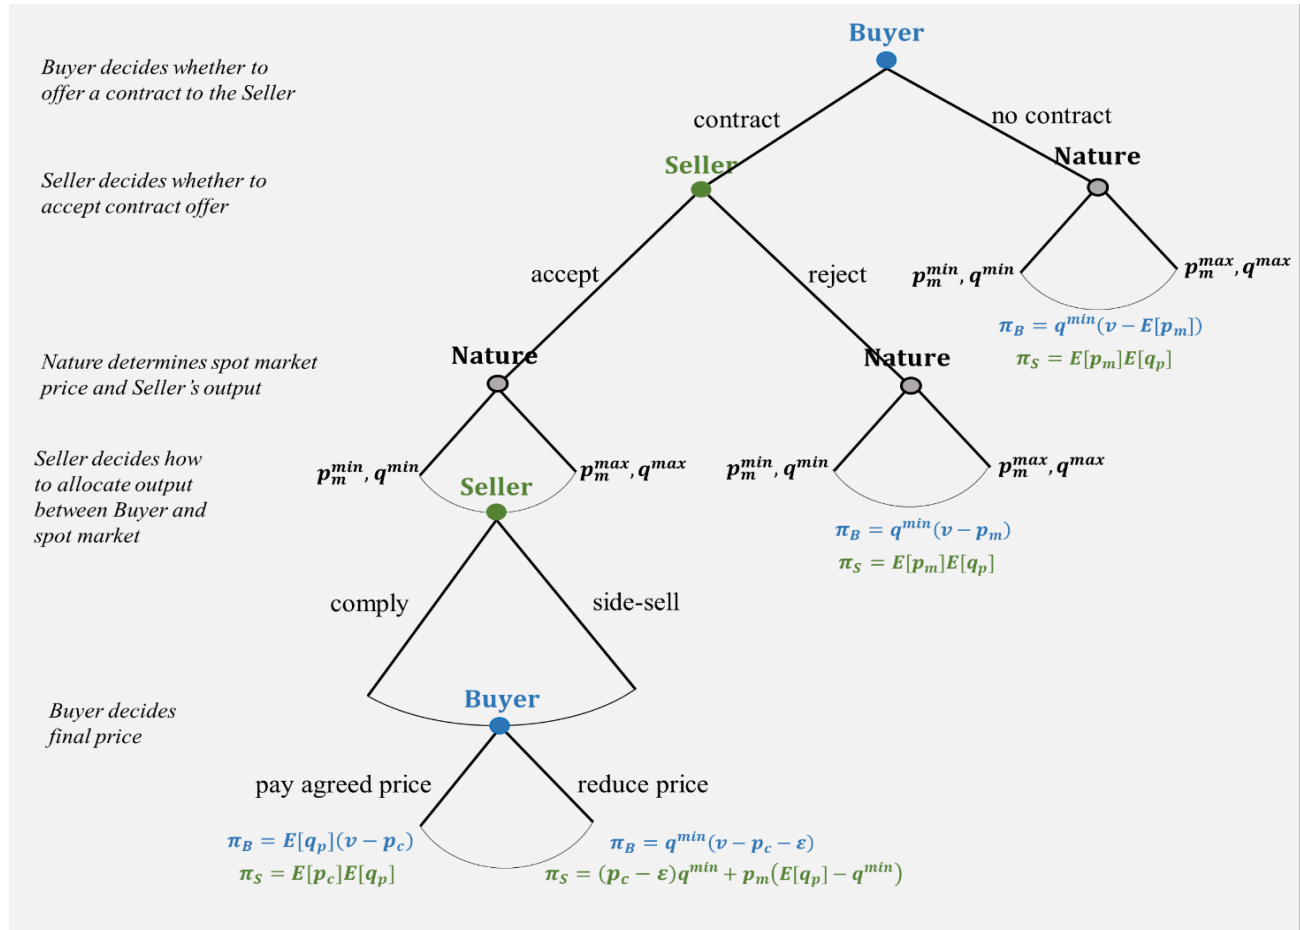 Buyer
Buyer decides whether to
offer a contract to the Seller
contract
no contract
Seller
Nature
Seller decides whether to
accept contract offer
accept
reject
p_m^min, q^min
p_m^max, q^max
π_B = q^min(v − E[p_m])
π_S = E[p_m]E[q_p]
Nature
Nature
Nature determines spot market
price and Seller's output
Seller decides how
to allocate output
between Buyer and
spot market
p_m^min, q^min
p_m^max, q^max
p_m^min, q^min
p_m^max, q^max
Seller
π_B = q^min(v − p_m)
π_S = E[p_m]E[q_p]
comply
side-sell
Buyer
Buyer decides
final price
pay agreed price
reduce price
π_B = E[q_p](v − p_c)
π_B = q^min(v − p_c − ε)
π_S = E[p_c]E[q_p]
π_S = (p_c − ε)q^min + p_m(E[q_p] − q^min)